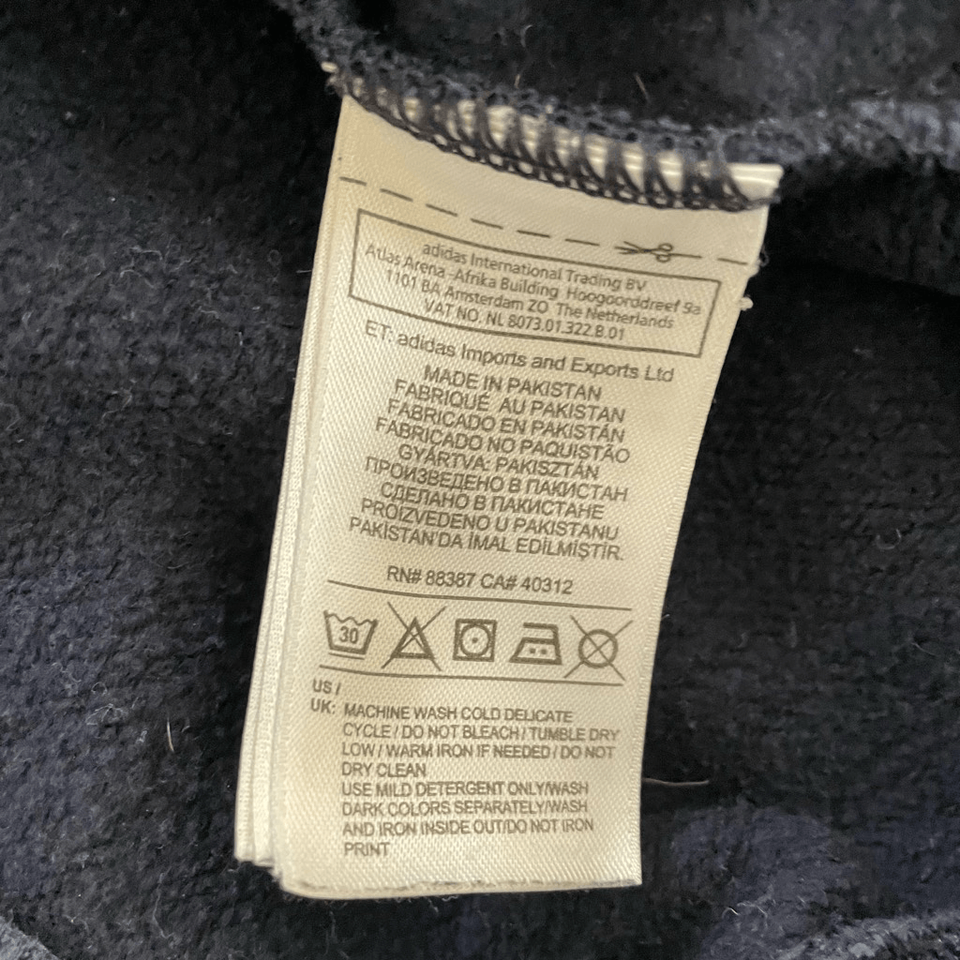 adidas International Trading BV
Atlas Arena -Afrika Building Hoogoorddreef 9a
1101 BA Amsterdam ZO The Netherlands
VAT NO. NL 8073.01.322.B.01
ET: adidas Imports and Exports Ltd
MADE IN PAKISTAN
FABRIQUÉ AU PAKISTAN
FABRICADO EN PAKISTÁN
FABRICADO NO PAQUISTÃO
GYÁRTVA: PAKISZTÁN
ПРОИЗВЕДЕНО В ПАКИСТАН
СДЕЛАНО В ПАКИСТАНЕ
PROIZVEDENO U PAKISTANU
PAKİSTAN'DA İMAL EDİLMİŞTİR.
RN# 88387 CA# 40312
30
US /
UK: MACHINE WASH COLD DELICATE
CYCLE / DO NOT BLEACH / TUMBLE DRY
LOW / WARM IRON IF NEEDED / DO NOT
DRY CLEAN
USE MILD DETERGENT ONLY/WASH
DARK COLORS SEPARATELY/WASH
AND IRON INSIDE OUT/DO NOT IRON
PRINT